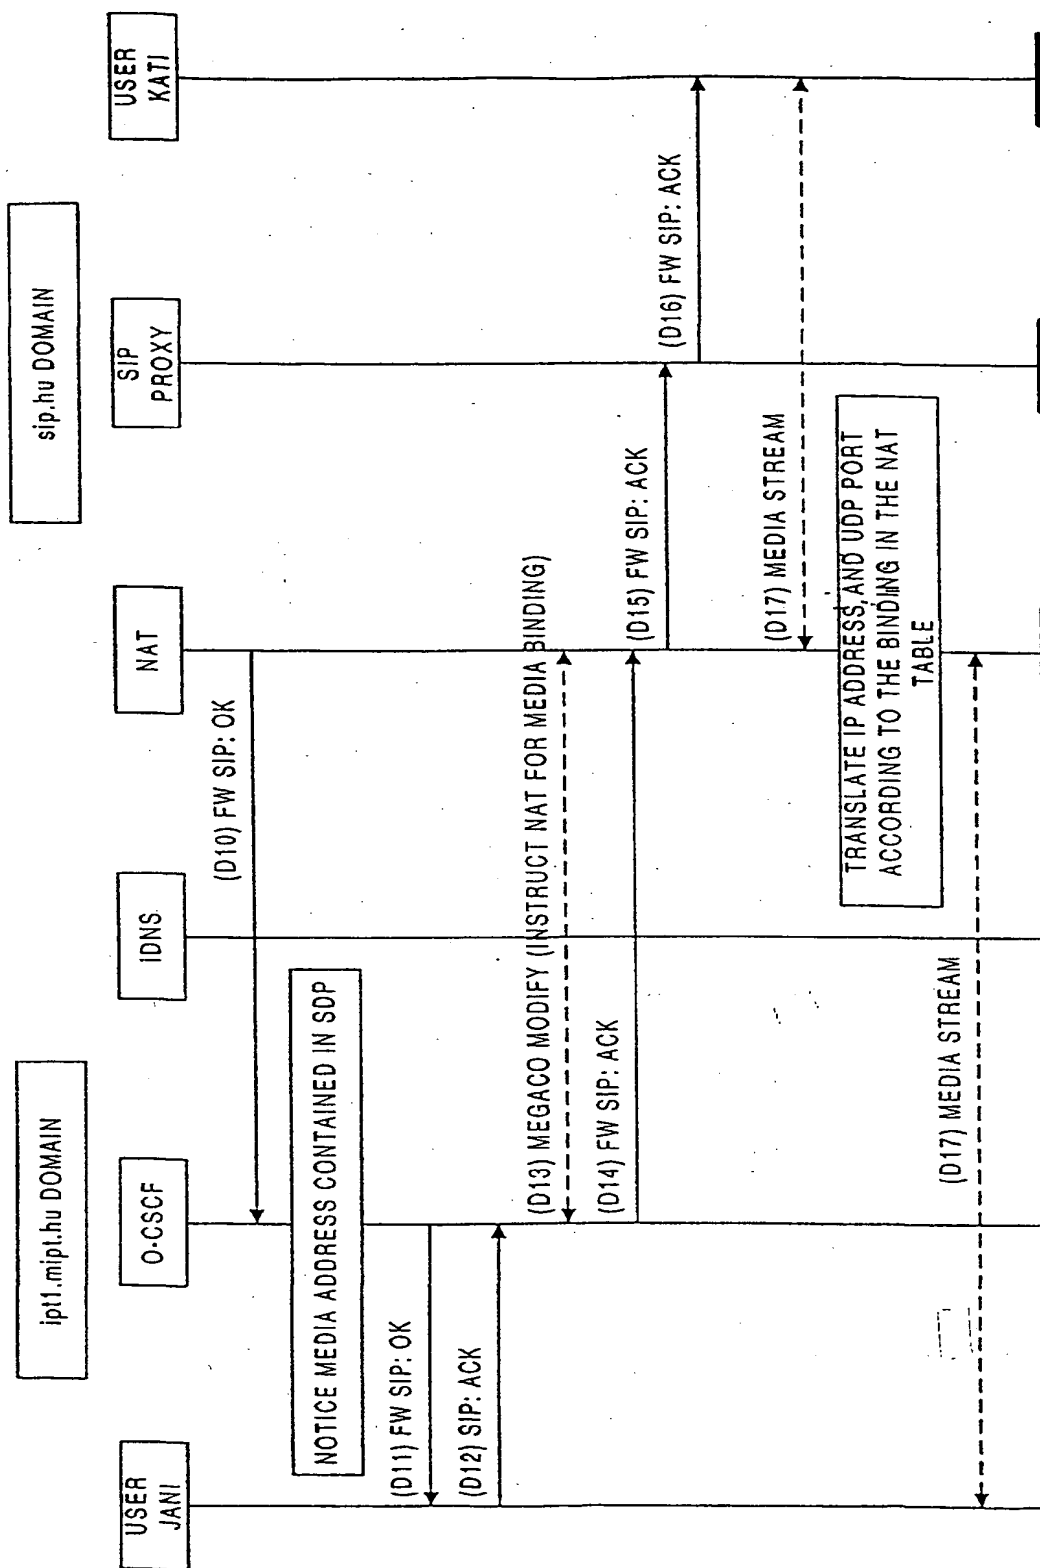 ipt1.mipt.hu DOMAIN
sip.hu DOMAIN
USER
JANI
O-CSCF
IDNS
NAT
SIP
PROXY
USER
KATI
(D10) FW SIP: OK
NOTICE MEDIA ADDRESS CONTAINED IN SDP
(D11) FW SIP: OK
(D12) SIP: ACK
(D13) MEGACO MODIFY (INSTRUCT NAT FOR MEDIA BINDING)
(D14) FW SIP: ACK
(D15) FW SIP: ACK
(D16) FW SIP: ACK
(D17) MEDIA STREAM
TRANSLATE IP ADDRESS, AND UDP PORT
ACCORDING TO THE BINDING IN THE NAT
TABLE
(D17) MEDIA STREAM